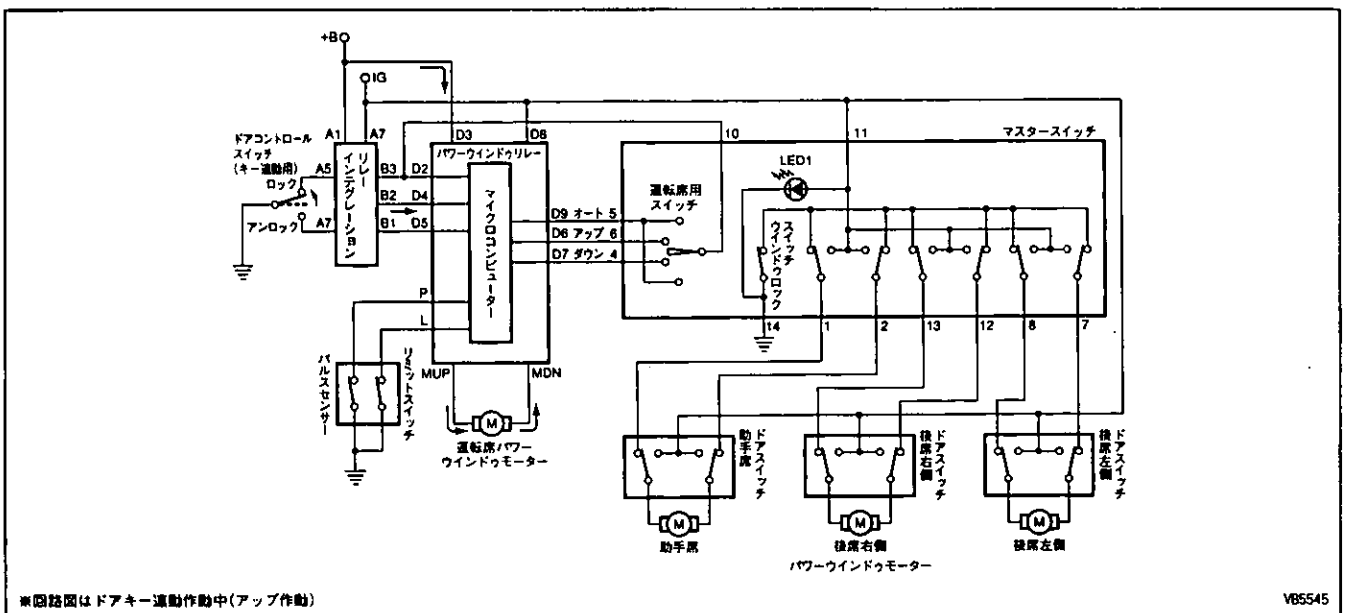 +B
IG
A1
A7
D3
D8
10
11
マスタースイッチ
ドアコントロール
スイッチ
(キー連動用)
ロック
アンロック
A5
A7
リレー
インテグレーション
B3
D2
B2
D4
B1
D5
パワーウインドゥリレー
マイクロコンピューター
D9 オート 5
D6 アップ 6
D7 ダウン 4
運転席用
スイッチ
LED1
スイッチ
ウインドゥロック
14
1
2
13
12
8
7
P
L
パルスセンサー
リミットスイッチ
MUP
MDN
M
運転席パワー
ウインドゥモーター
ドアスイッチ
助手席
ドアスイッチ
後席右側
ドアスイッチ
後席左側
M
M
M
助手席
後席右側
後席左側
パワーウインドゥモーター
※回路図はドアキー連動作動中(アップ作動)
VB5545